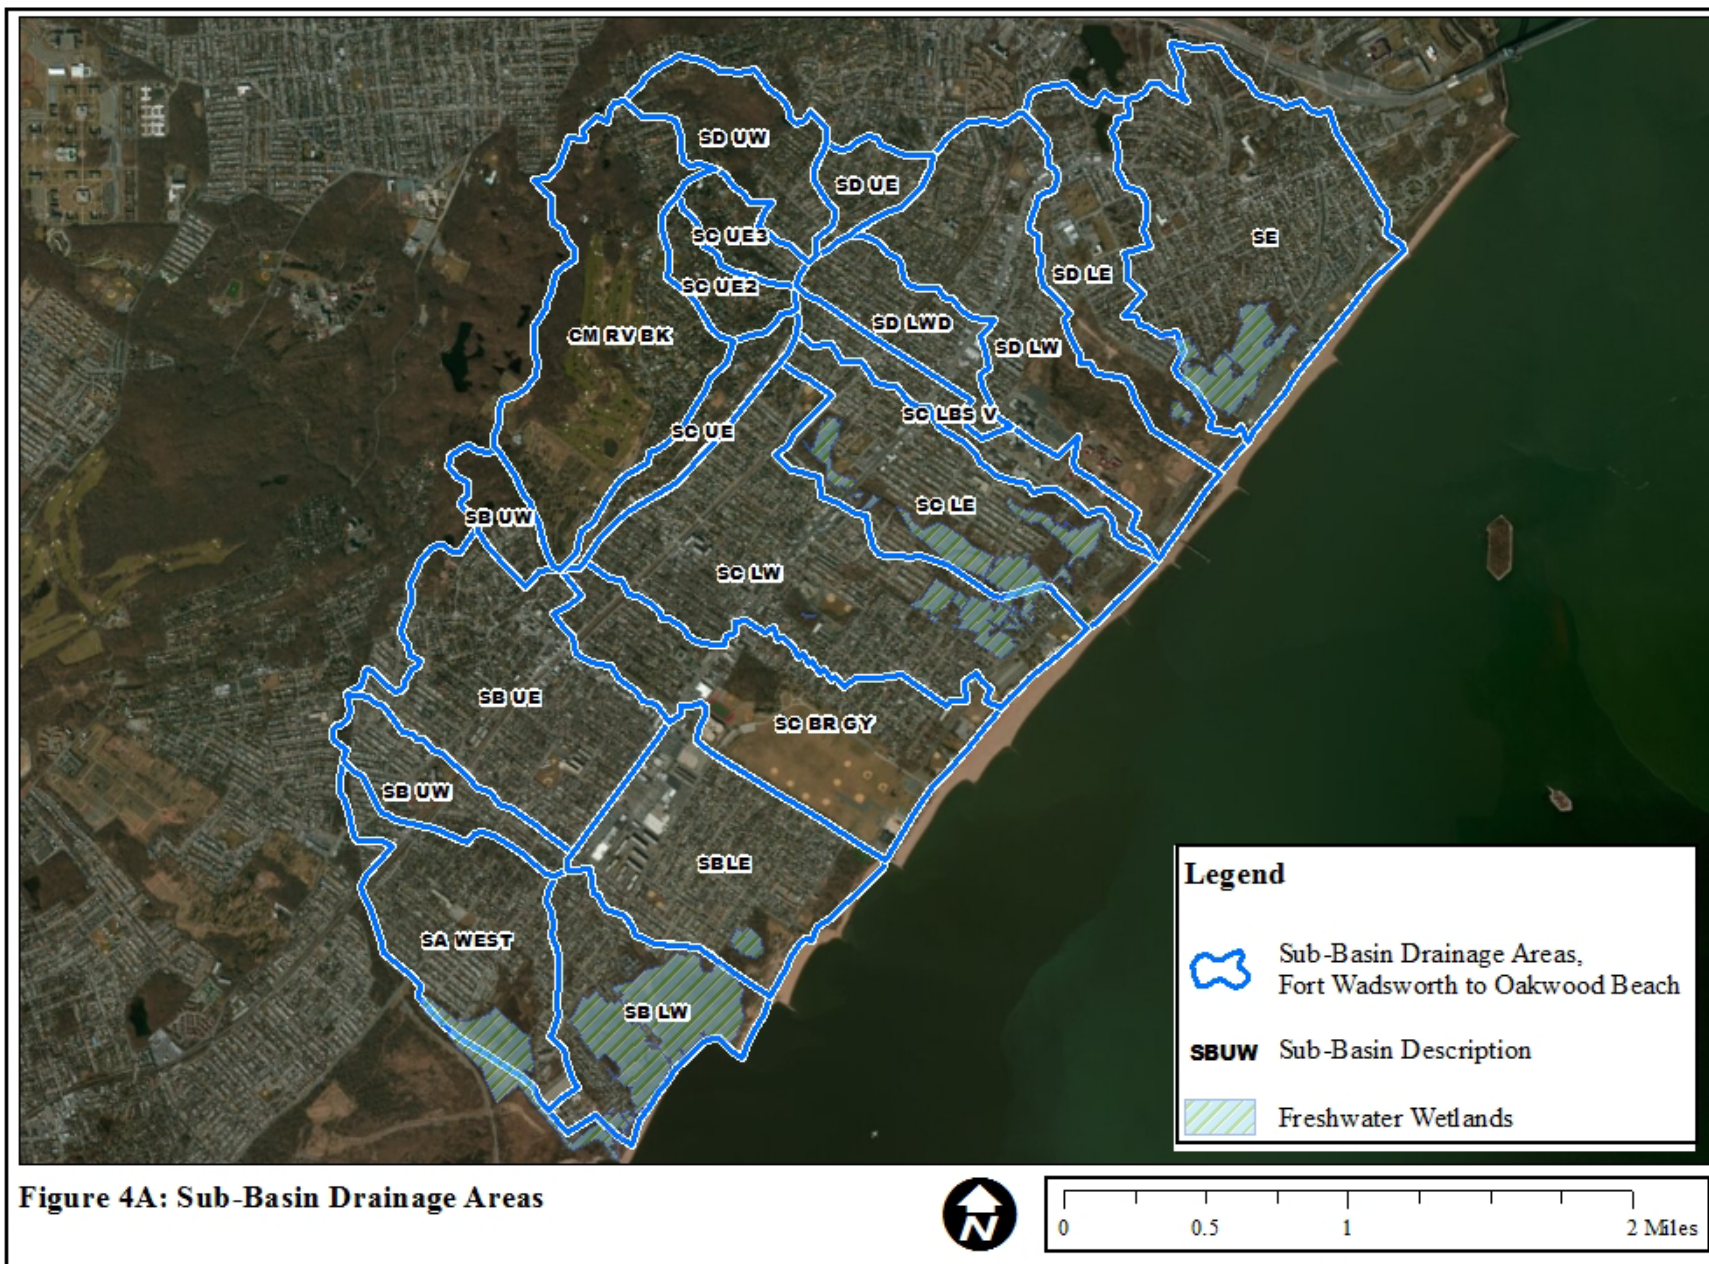 SD UW
SD UE
SC UE3
SE
SD LE
SC UE2
SD LWD
CM RV BK
SD LW
SC LBS V
SC UE
SC LE
SB UW
SC LW
SB UE
SC BR GY
SB UW
SB LE
SA WEST
SB LW
Legend
Sub-Basin Drainage Areas,
Fort Wadsworth to Oakwood Beach
SBUW Sub-Basin Description
Freshwater Wetlands
Figure 4A: Sub-Basin Drainage Areas
N
0 0.5 1 2 Miles